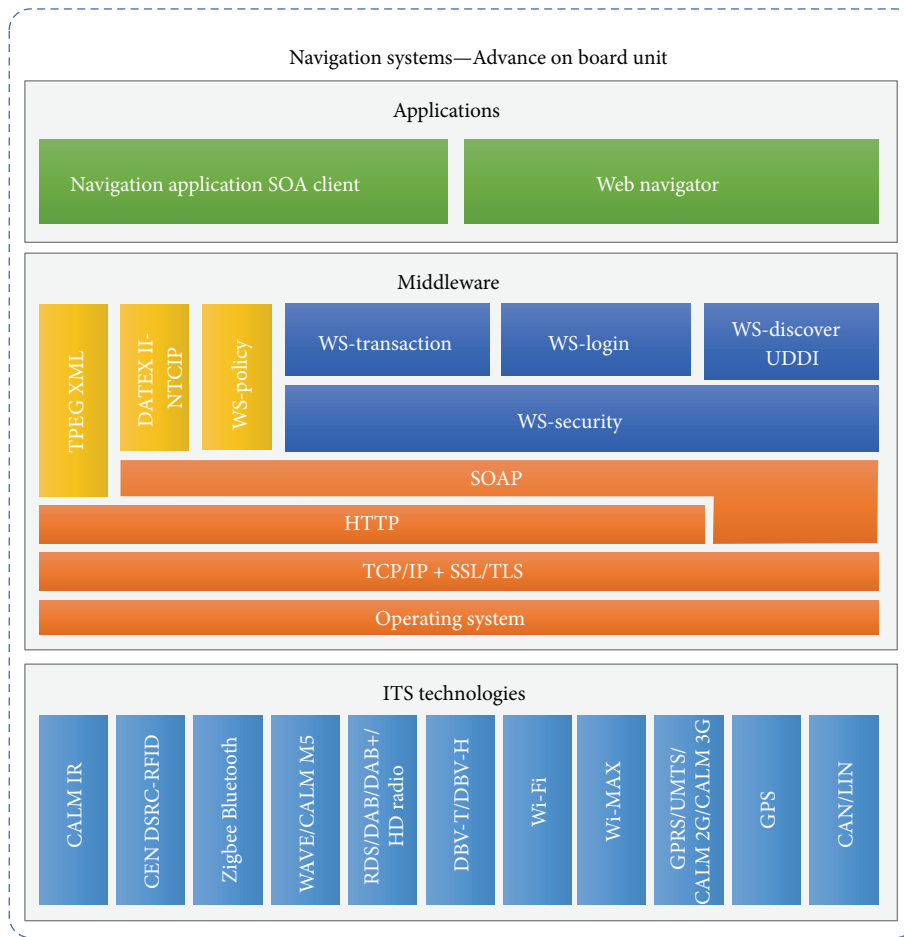 Navigation systems—Advance on board unit
Applications
Navigation application SOA client
Web navigator
Middleware
TPEG XML
DATEX II-
NTCIP
WS-policy
WS-transaction
WS-login
WS-discover
UDDI
WS-security
SOAP
HTTP
TCP/IP + SSL/TLS
Operating system
ITS technologies
CALM IR
CEN DSRC-RFID
Zigbee Bluetooth
WAVE/CALM M5
RDS/DAB/DAB+/
HD radio
DBV-T/DBV-H
Wi-Fi
Wi-MAX
GPRS/UMTS/
CALM 2G/CALM 3G
GPS
CAN/LIN